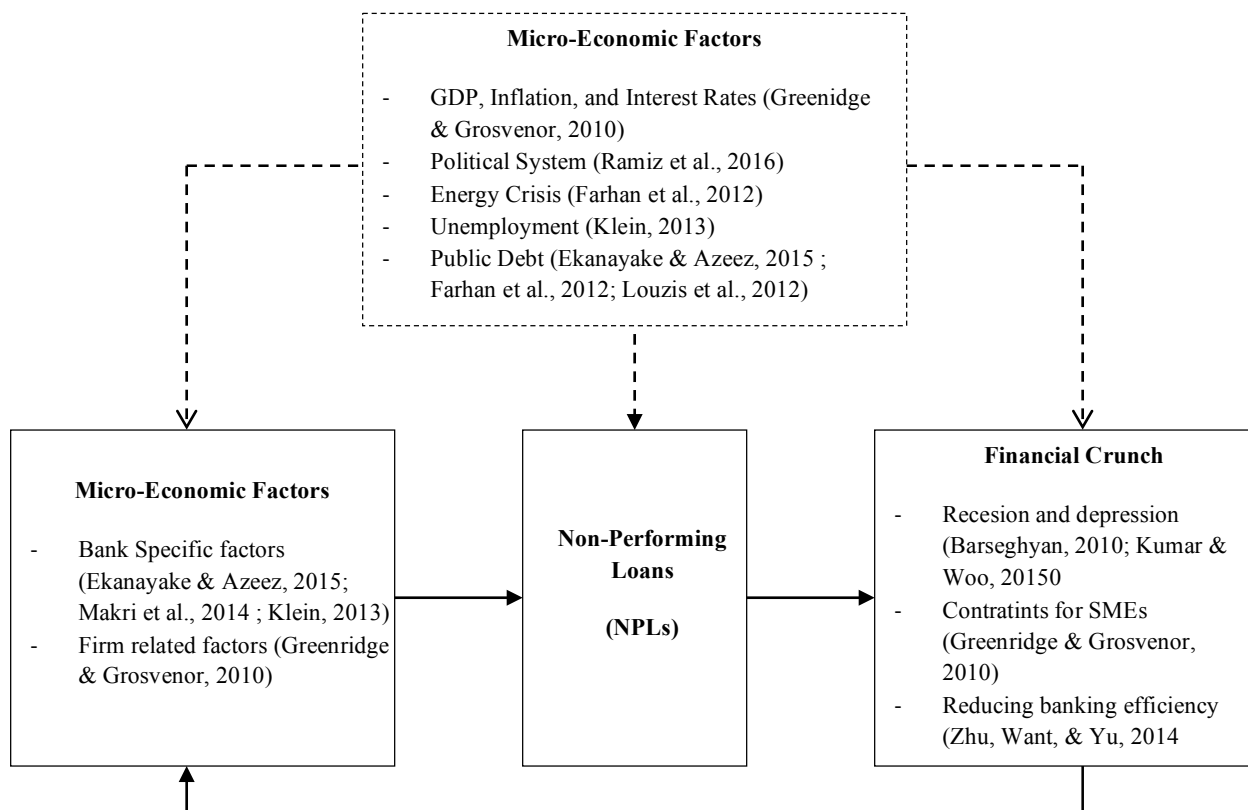 Micro-Economic Factors
- GDP, Inflation, and Interest Rates (Greenidge
& Grosvenor, 2010)
- Political System (Ramiz et al., 2016)
- Energy Crisis (Farhan et al., 2012)
- Unemployment (Klein, 2013)
- Public Debt (Ekanayake & Azeez, 2015 ;
Farhan et al., 2012; Louzis et al., 2012)
Micro-Economic Factors
- Bank Specific factors
(Ekanayake & Azeez, 2015;
Makri et al., 2014 ; Klein, 2013)
- Firm related factors (Greenridge
& Grosvenor, 2010)
Non-Performing
Loans
(NPLs)
Financial Crunch
- Recesion and depression
(Barseghyan, 2010; Kumar &
Woo, 20150
- Contratints for SMEs
(Greenridge & Grosvenor,
2010)
- Reducing banking efficiency
(Zhu, Want, & Yu, 2014